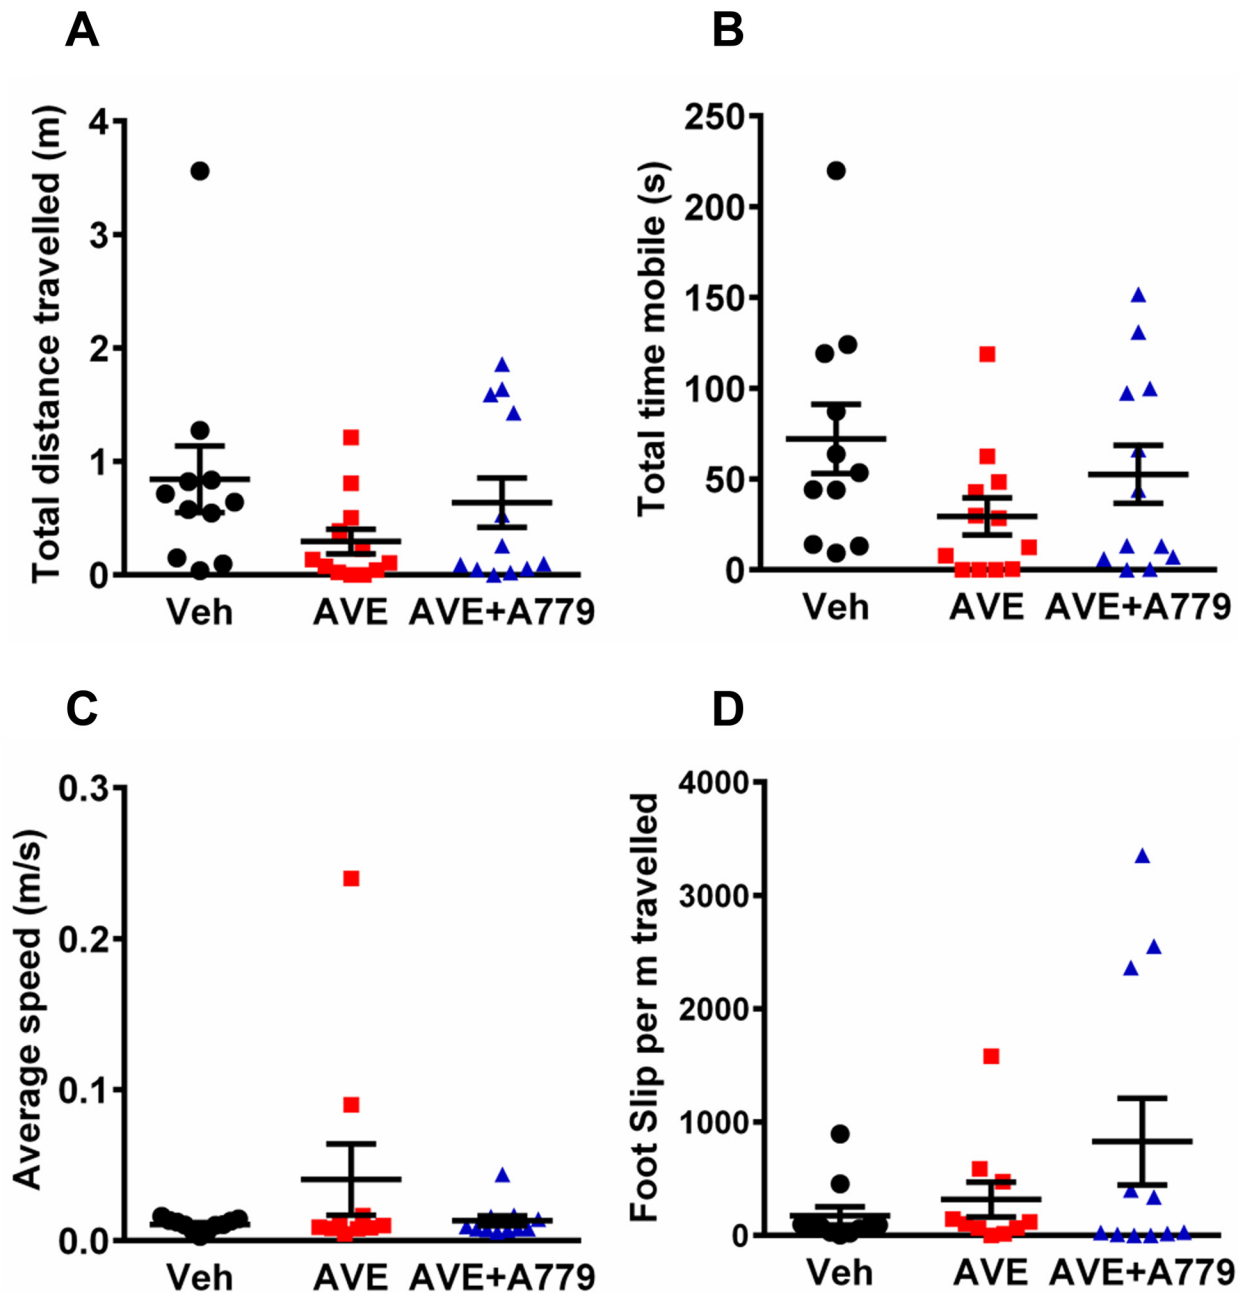 A
Total distance travelled (m)
4
3
2
1
0
Veh AVE AVE+A779
B
Total time mobile (s)
250
200
150
100
50
0
Veh AVE AVE+A779
C
Average speed (m/s)
0.3
0.2
0.1
0.0
Veh AVE AVE+A779
D
Foot Slip per m travelled
4000
3000
2000
1000
0
Veh AVE AVE+A779